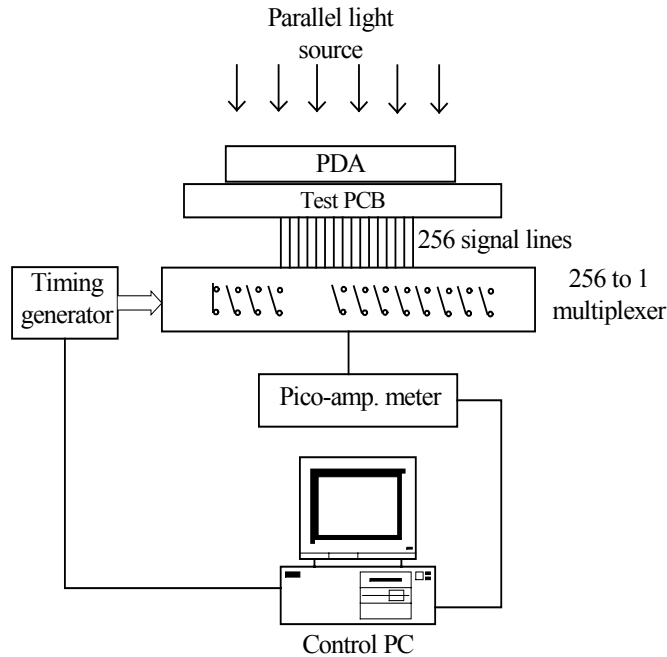 Parallel light
source
PDA
Test PCB
256 signal lines
Timing
generator
256 to 1
multiplexer
Pico-amp. meter
Control PC